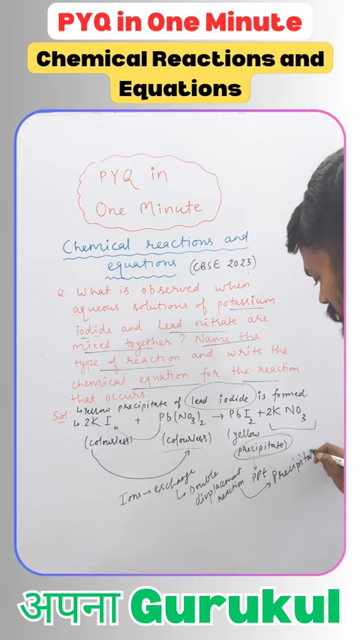 PYQ in One Minute
Chemical Reactions and
Equations
PYQ in
One Minute
Chemical reactions and
equations (CBSE 2023)
Q. What is observed when
aqueous solutions of potassium
iodide and Lead nitrate are
mixed together? Name the
type of reaction and write the
chemical equation for the reaction
that occurs.
Sol: ↳Yellow precipitate of lead iodide is formed
↳ 2KI + Pb(NO3)2 → PbI2 + 2KNO3
(colourless) (colourless) (yellow
precipitate)
Ions → exchange
↳ Double
displacement
reaction
PPt
↳ Precipitat
अपना Gurukul